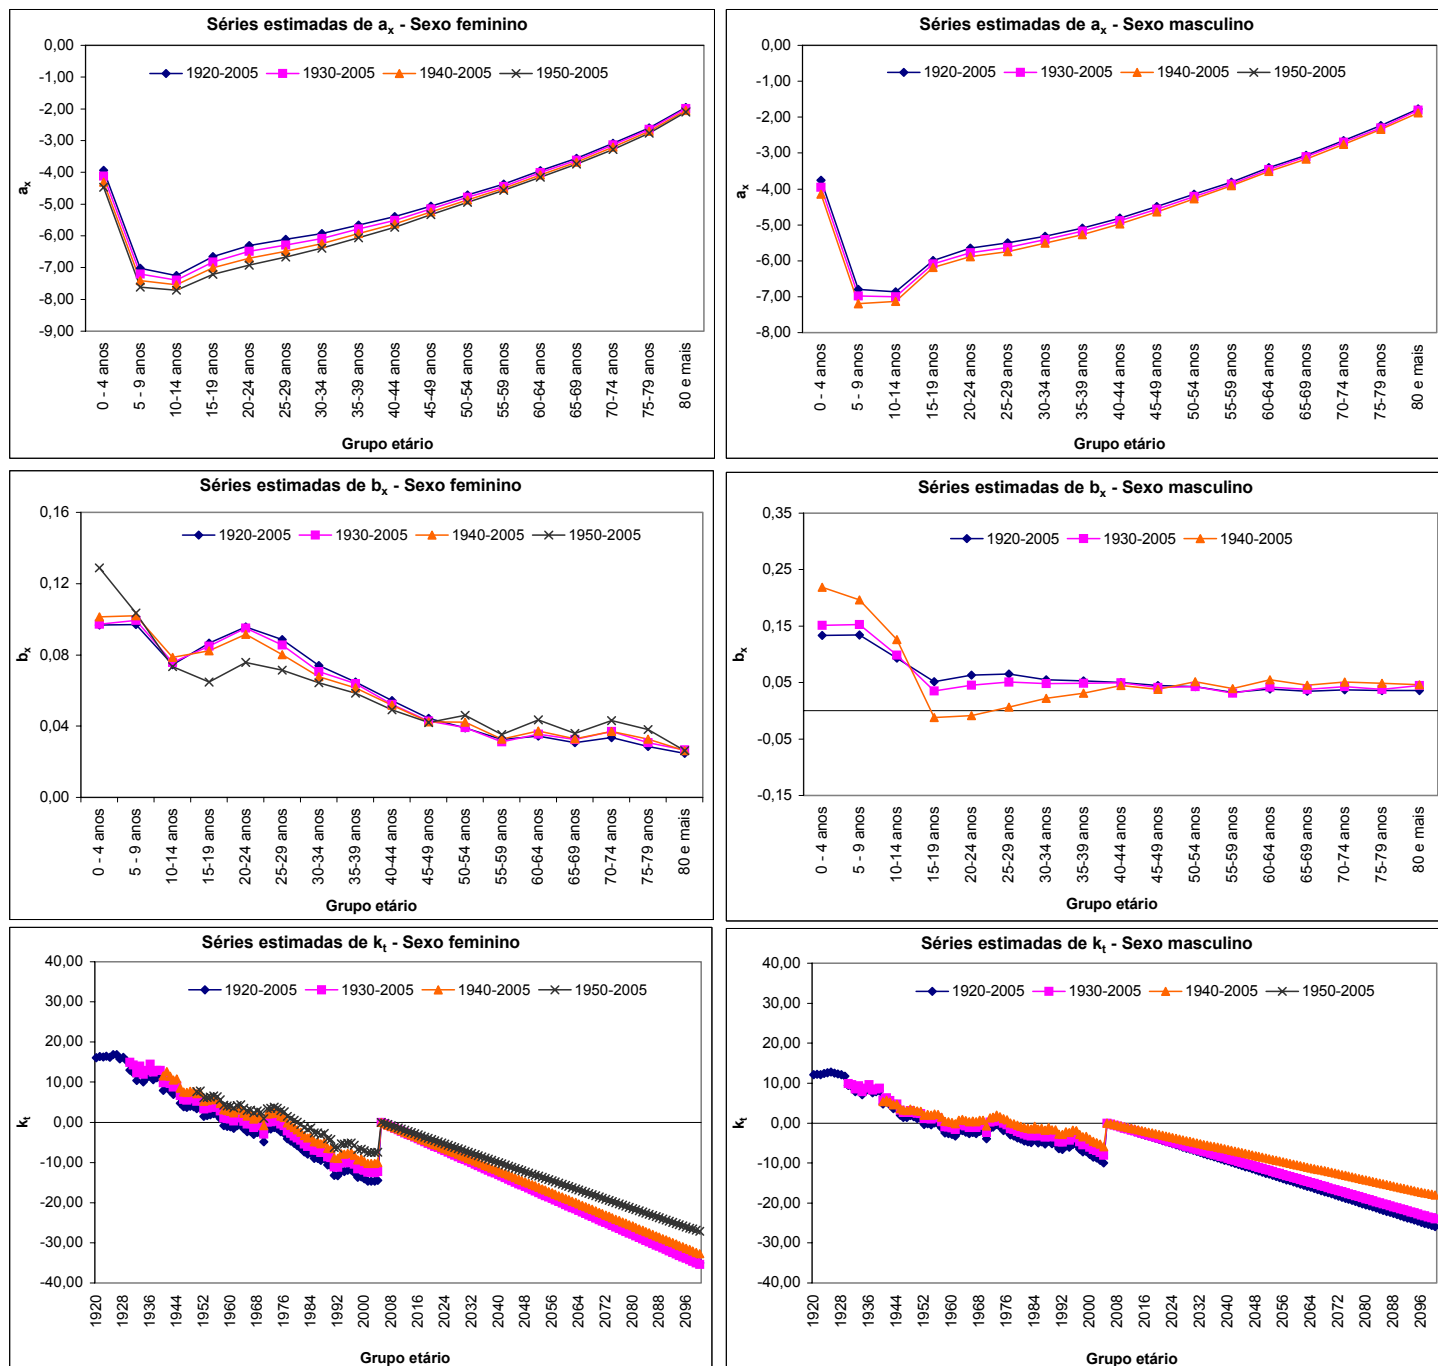 Séries estimadas de ax - Sexo feminino
0,00
-1,00
-2,00
-3,00
-4,00
-5,00
-6,00
-7,00
-8,00
-9,00
ax
1920-2005 1930-2005 1940-2005 1950-2005
0 - 4 anos
5 - 9 anos
10-14 anos
15-19 anos
20-24 anos
25-29 anos
30-34 anos
35-39 anos
40-44 anos
45-49 anos
50-54 anos
55-59 anos
60-64 anos
65-69 anos
70-74 anos
75-79 anos
80 e mais
Grupo etário
Séries estimadas de ax - Sexo masculino
0,00
-1,00
-2,00
-3,00
-4,00
-5,00
-6,00
-7,00
-8,00
ax
1920-2005 1930-2005 1940-2005
0 - 4 anos
5 - 9 anos
10-14 anos
15-19 anos
20-24 anos
25-29 anos
30-34 anos
35-39 anos
40-44 anos
45-49 anos
50-54 anos
55-59 anos
60-64 anos
65-69 anos
70-74 anos
75-79 anos
80 e mais
Grupo etário
Séries estimadas de bx - Sexo feminino
0,16
0,12
0,08
0,04
0,00
bx
1920-2005 1930-2005 1940-2005 1950-2005
0 - 4 anos
5 - 9 anos
10-14 anos
15-19 anos
20-24 anos
25-29 anos
30-34 anos
35-39 anos
40-44 anos
45-49 anos
50-54 anos
55-59 anos
60-64 anos
65-69 anos
70-74 anos
75-79 anos
80 e mais
Grupo etário
Séries estimadas de bx - Sexo masculino
0,35
0,25
0,15
0,05
-0,05
-0,15
bx
1920-2005 1930-2005 1940-2005
0 - 4 anos
5 - 9 anos
10-14 anos
15-19 anos
20-24 anos
25-29 anos
30-34 anos
35-39 anos
40-44 anos
45-49 anos
50-54 anos
55-59 anos
60-64 anos
65-69 anos
70-74 anos
75-79 anos
80 e mais
Grupo etário
Séries estimadas de kt - Sexo feminino
40,00
30,00
20,00
10,00
0,00
-10,00
-20,00
-30,00
-40,00
kt
1920-2005 1930-2005 1940-2005 1950-2005
1920
1928
1936
1944
1952
1960
1968
1976
1984
1992
2000
2008
2016
2024
2032
2040
2048
2056
2064
2072
2080
2088
2096
Grupo etário
Séries estimadas de kt - Sexo masculino
40,00
30,00
20,00
10,00
0,00
-10,00
-20,00
-30,00
-40,00
kt
1920-2005 1930-2005 1940-2005 1950-2005
1920
1928
1936
1944
1952
1960
1968
1976
1984
1992
2000
2008
2016
2024
2032
2040
2048
2056
2064
2072
2080
2088
2096
Grupo etário